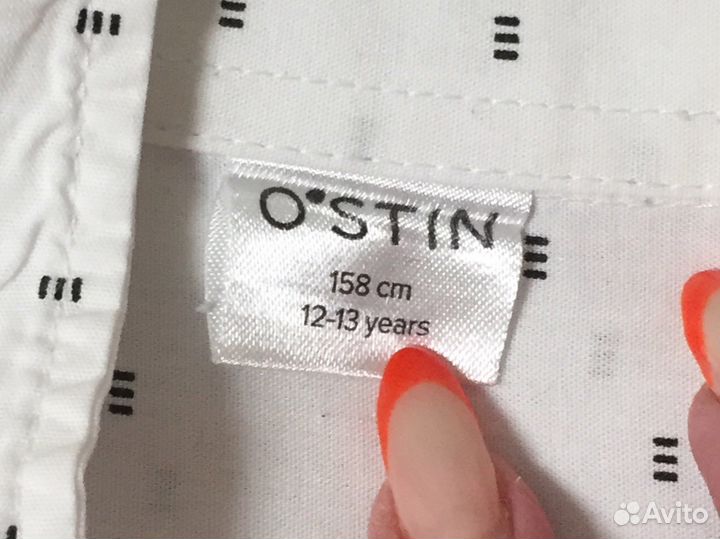 O'STIN
158 cm
12-13 years
Avito